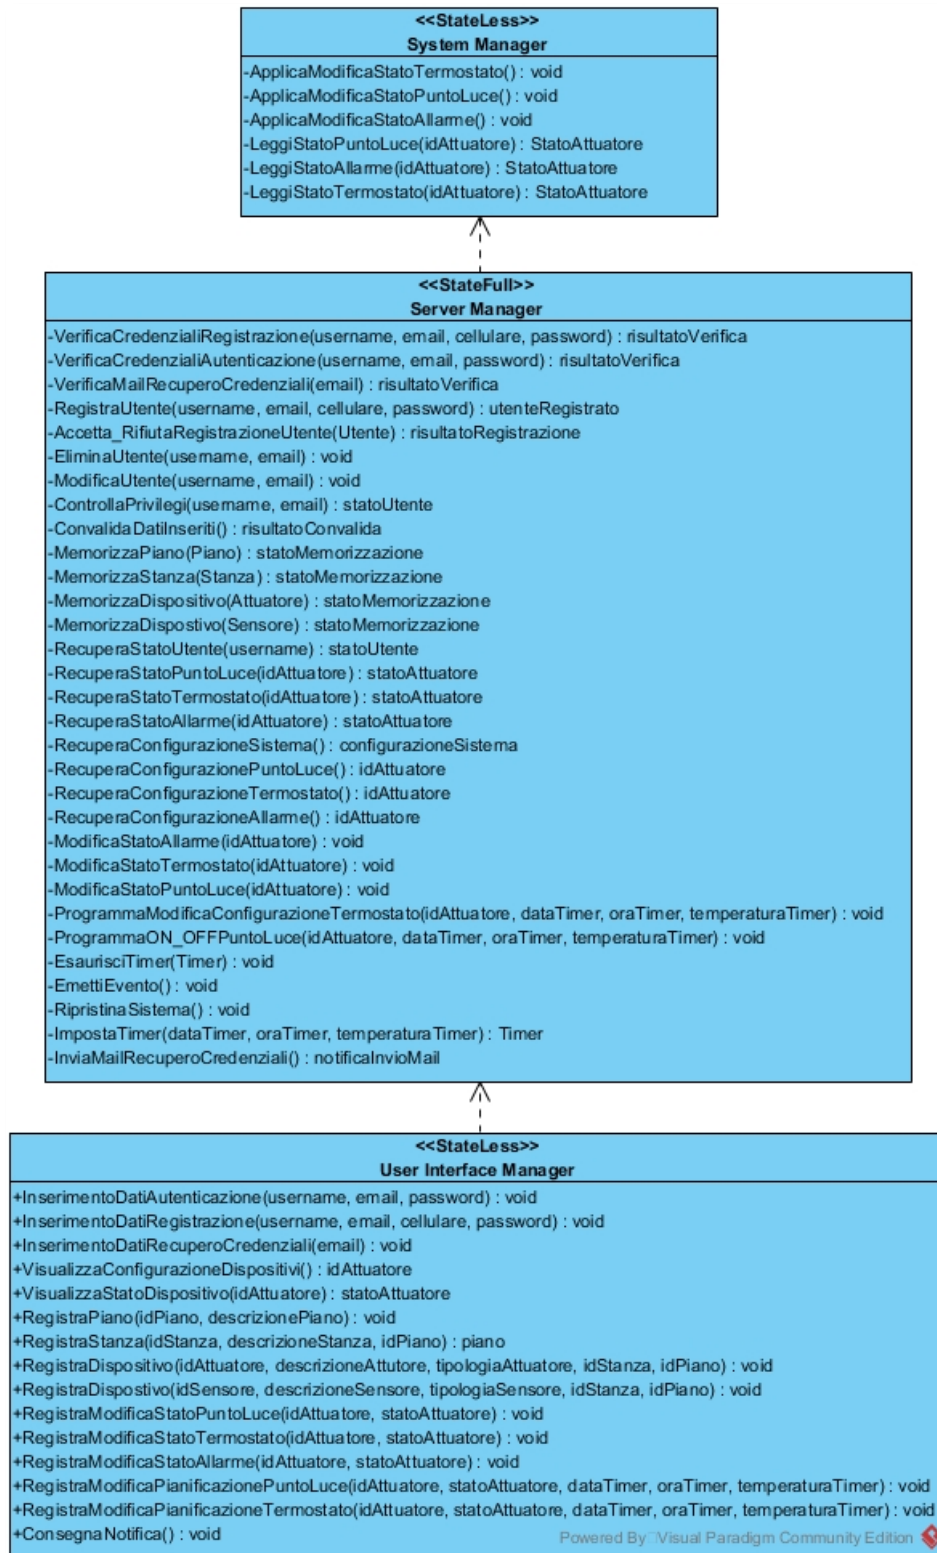 <<StateLess>>
System Manager
-ApplicaModificaStatoTermostato() : void
-ApplicaModificaStatoPuntoLuce() : void
-ApplicaModificaStatoAllarme() : void
-LeggiStatoPuntoLuce(idAttuatore) : StatoAttuatore
-LeggiStatoAllarme(idAttuatore) : StatoAttuatore
-LeggiStatoTermostato(idAttuatore) : StatoAttuatore
<<StateFull>>
Server Manager
-VerificaCredenzialiRegistrazione(username, email, cellulare, password) : risultatoVerifica
-VerificaCredenzialiAutenticazione(username, email, password) : risultatoVerifica
-VerificaMailRecuperoCredenziali(email) : risultatoVerifica
-RegistraUtente(username, email, cellulare, password) : utenteRegistrato
-Accetta_RifiutaRegistrazioneUtente(Utente) : risultatoRegistrazione
-EliminaUtente(username, email) : void
-ModificaUtente(username, email) : void
-ControllaPrivilegi(username, email) : statoUtente
-ConvalidaDatiInseriti() : risultatoConvalida
-MemorizzaPiano(Piano) : statoMemorizzazione
-MemorizzaStanza(Stanza) : statoMemorizzazione
-MemorizzaDispositivo(Attuatore) : statoMemorizzazione
-MemorizzaDispostivo(Sensore) : statoMemorizzazione
-RecuperaStatoUtente(username) : statoUtente
-RecuperaStatoPuntoLuce(idAttuatore) : statoAttuatore
-RecuperaStatoTermostato(idAttuatore) : statoAttuatore
-RecuperaStatoAllarme(idAttuatore) : statoAttuatore
-RecuperaConfigurazioneSistema() : configurazioneSistema
-RecuperaConfigurazionePuntoLuce() : idAttuatore
-RecuperaConfigurazioneTermostato() : idAttuatore
-RecuperaConfigurazioneAllarme() : idAttuatore
-ModificaStatoAllarme(idAttuatore) : void
-ModificaStatoTermostato(idAttuatore) : void
-ModificaStatoPuntoLuce(idAttuatore) : void
-ProgrammaModificaConfigurazioneTermostato(idAttuatore, dataTimer, oraTimer, temperaturaTimer) : void
-ProgrammaON_OFFPuntoLuce(idAttuatore, dataTimer, oraTimer, temperaturaTimer) : void
-EsaurisciTimer(Timer) : void
-EmettiEvento() : void
-RipristinaSistema() : void
-ImpostaTimer(dataTimer, oraTimer, temperaturaTimer) : Timer
-InviaMailRecuperoCredenziali() : notificaInvioMail
<<StateLess>>
User Interface Manager
+InserimentoDatiAutenticazione(username, email, password) : void
+InserimentoDatiRegistrazione(username, email, cellulare, password) : void
+InserimentoDatiRecuperoCredenziali(email) : void
+VisualizzaConfigurazioneDispositivi() : idAttuatore
+VisualizzaStatoDispositivo(idAttuatore) : statoAttuatore
+RegistraPiano(idPiano, descrizionePiano) : void
+RegistraStanza(idStanza, descrizioneStanza, idPiano) : piano
+RegistraDispositivo(idAttuatore, descrizioneAttutore, tipologiaAttuatore, idStanza, idPiano) : void
+RegistraDispostivo(idSensore, descrizioneSensore, tipologiaSensore, idStanza, idPiano) : void
+RegistraModificaStatoPuntoLuce(idAttuatore, statoAttuatore) : void
+RegistraModificaStatoTermostato(idAttuatore, statoAttuatore) : void
+RegistraModificaStatoAllarme(idAttuatore, statoAttuatore) : void
+RegistraModificaPianificazionePuntoLuce(idAttuatore, statoAttuatore, dataTimer, oraTimer, temperaturaTimer) : void
+RegistraModificaPianificazioneTermostato(idAttuatore, statoAttuatore, dataTimer, oraTimer, temperaturaTimer) : void
+ConsegnaNotifica() : void
Powered By Visual Paradigm Community Edition